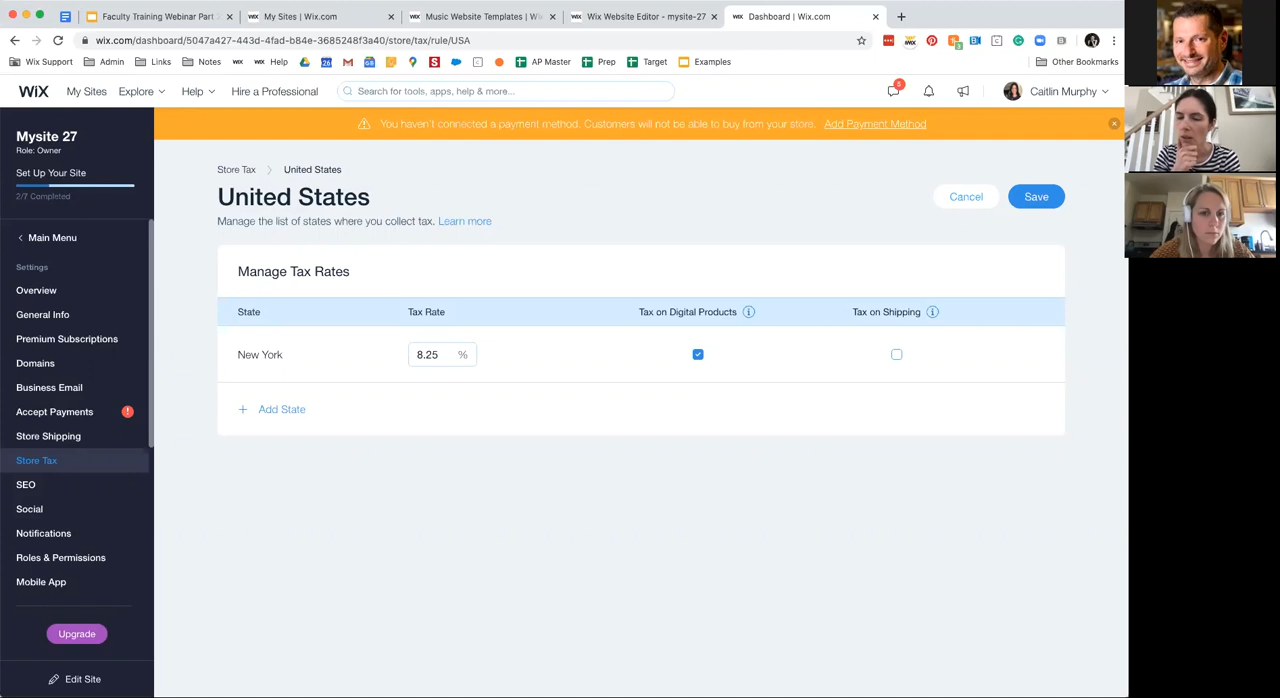 Faculty Training Webinar Part
My Sites | Wix.com
Music Website Templates | Wi
Wix Website Editor - mysite-27
Dashboard | Wix.com
wix.com/dashboard/5047a427-443d-4fad-b84e-3685248f3a40/store/tax/rule/USA
Wix Support
Admin
Links
Notes
WIX
WIX Help
AP Master
Prep
Target
Examples
Other Bookmarks
WIX
My Sites
Explore
Help
Hire a Professional
Search for tools, apps, help & more...
5
Caitlin Murphy
Mysite 27
Role: Owner
Set Up Your Site
2/7 Completed
You haven't connected a payment method. Customers will not be able to buy from your store. Add Payment Method
Main Menu
Settings
Overview
General Info
Premium Subscriptions
Domains
Business Email
Accept Payments
Store Shipping
Store Tax
SEO
Social
Notifications
Roles & Permissions
Mobile App
Upgrade
Edit Site
Store Tax > United States
United States
Manage the list of states where you collect tax. Learn more
Cancel
Save
Manage Tax Rates
State Tax Rate Tax on Digital Products Tax on Shipping
New York 8.25 %
+ Add State